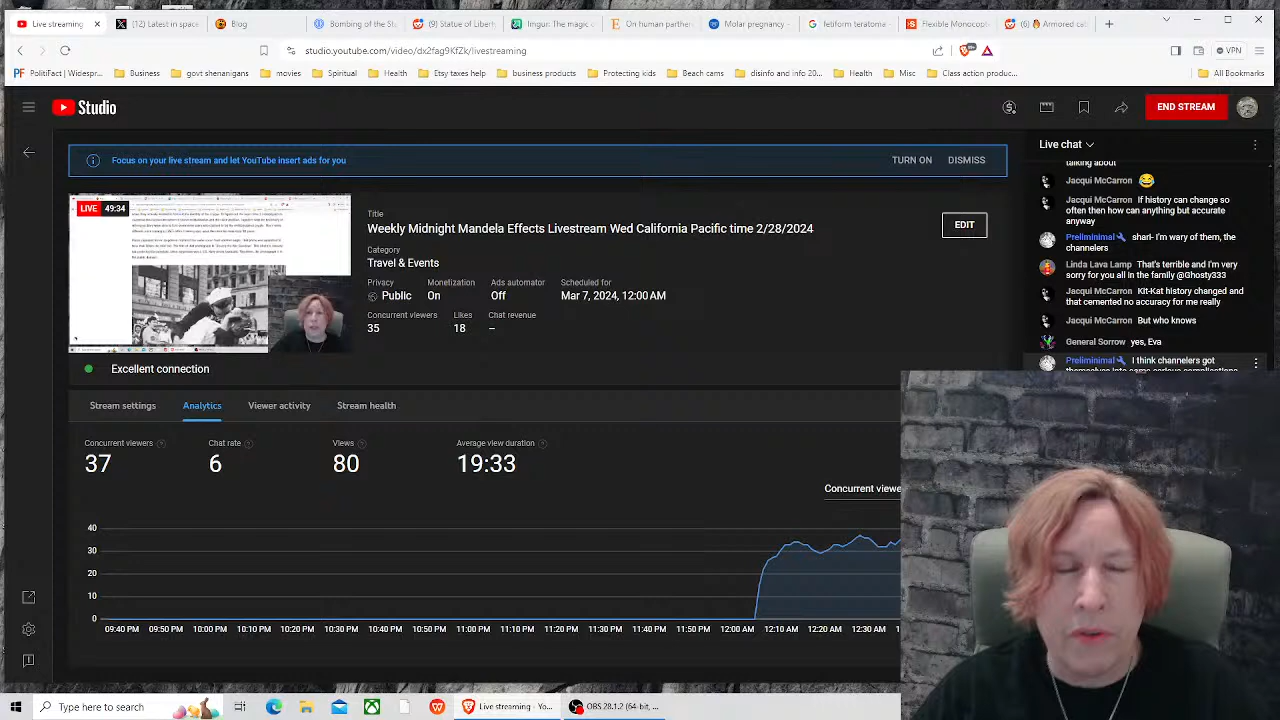 Live streaming
(12) Latest in space
Blog
Bombing of the St
(9) Statue of Libert
Imgur: The magic c
On human parthen
Molar pregnancy -
fetiform teratoma -
Flexible Monocopt
(6) 🔥 Armored cab
studio.youtube.com/video/dx2fag9KfZk/livestreaming
VPN
PolitiFact | Widespr...
Business
govt shenanigans
movies
Spiritual
Health
Etsy taxes help
business products
Protecting kids
Beach cams
disinfo and info 20...
Health
Misc
Class action produc...
All Bookmarks
Studio
END STREAM
Focus on your live stream and let YouTube insert ads for you
TURN ON
DISMISS
LIVE 49:34
Title
Weekly Midnight Mandela Effects Livestream Wed California Pacific time 2/28/2024
EDIT
Category
Travel & Events
Privacy
Public
Monetization
On
Ads automator
Off
Scheduled for
Mar 7, 2024, 12:00 AM
Concurrent viewers
35
Likes
18
Chat revenue
–
Excellent connection
Live chat
talking about
Jacqui McCarron 😂
Jacqui McCarron If history can change so
often then how can anything but accurate
anyway
Preliminimal shari- I'm wary of them, the
channelers
Linda Lava Lamp That's terrible and I'm very
sorry for you all in the family @Ghosty333
Kit-Kat history changed and
that cemented no accuracy for me really
Jacqui McCarron But who knows
General Sorrow yes, Eva
Preliminimal I think channelers got
Stream settings
Analytics
Viewer activity
Stream health
Concurrent viewers
37
Chat rate
6
Views
80
Average view duration
19:33
Concurrent viewe
40
30
20
10
0
09:40 PM 09:50 PM 10:00 PM 10:10 PM 10:20 PM 10:30 PM 10:40 PM 10:50 PM 11:00 PM 11:10 PM 11:20 PM 11:30 PM 11:40 PM 11:50 PM 12:00 AM 12:10 AM 12:20 AM 12:30 AM
Type here to search
Live streaming - Yo...
OBS 28.1.2 (64-bit, ...